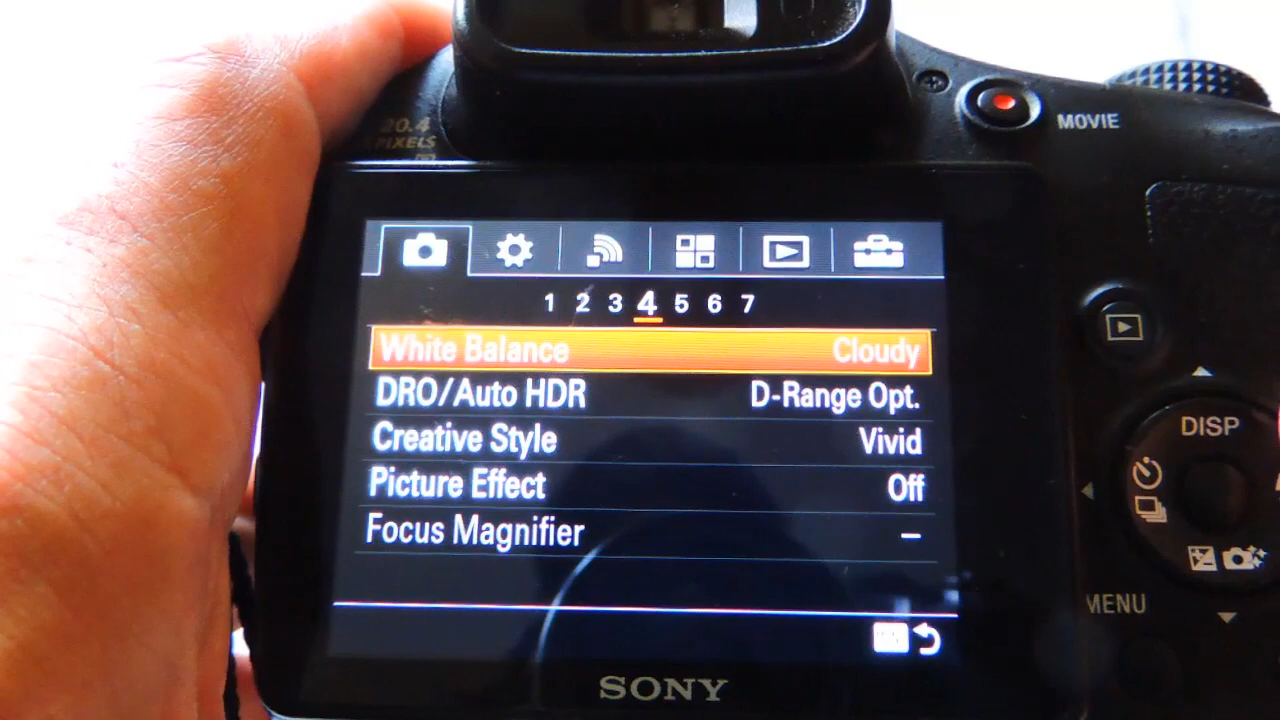 20.4
PIXELS
MOVIE
1 2 3 4 5 6 7
White Balance Cloudy
DRO/Auto HDR D-Range Opt.
Creative Style Vivid
Picture Effect Off
Focus Magnifier –
DISP
MENU
SONY